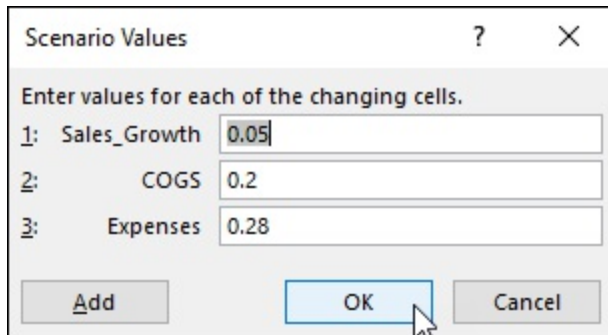 Scenario Values ? ×
Enter values for each of the changing cells.
1: Sales_Growth 0.05
2: COGS 0.2
3: Expenses 0.28
Add OK Cancel